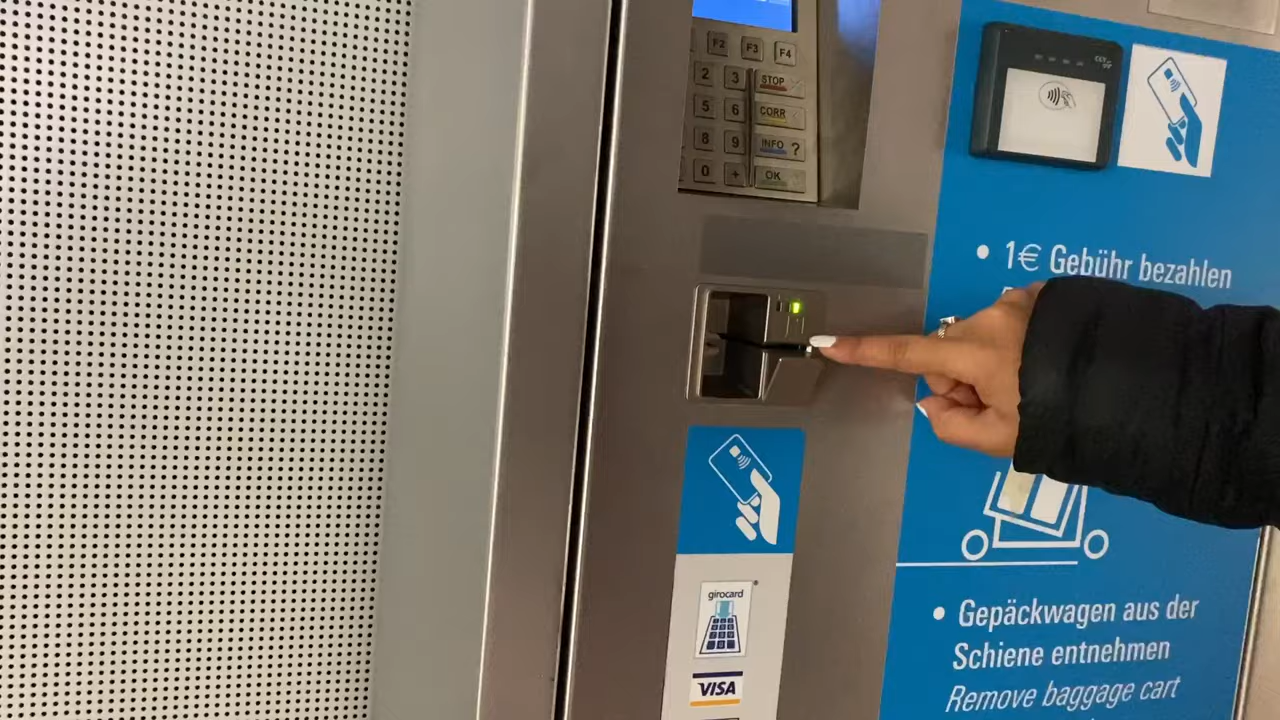 F2 F3 F4
2 3 STOP
5 6 CORR
8 9 INFO ?
0 + OK
• 1€ Gebühr bezahlen
girocard
VISA
• Gepäckwagen aus der
Schiene entnehmen
Remove baggage cart